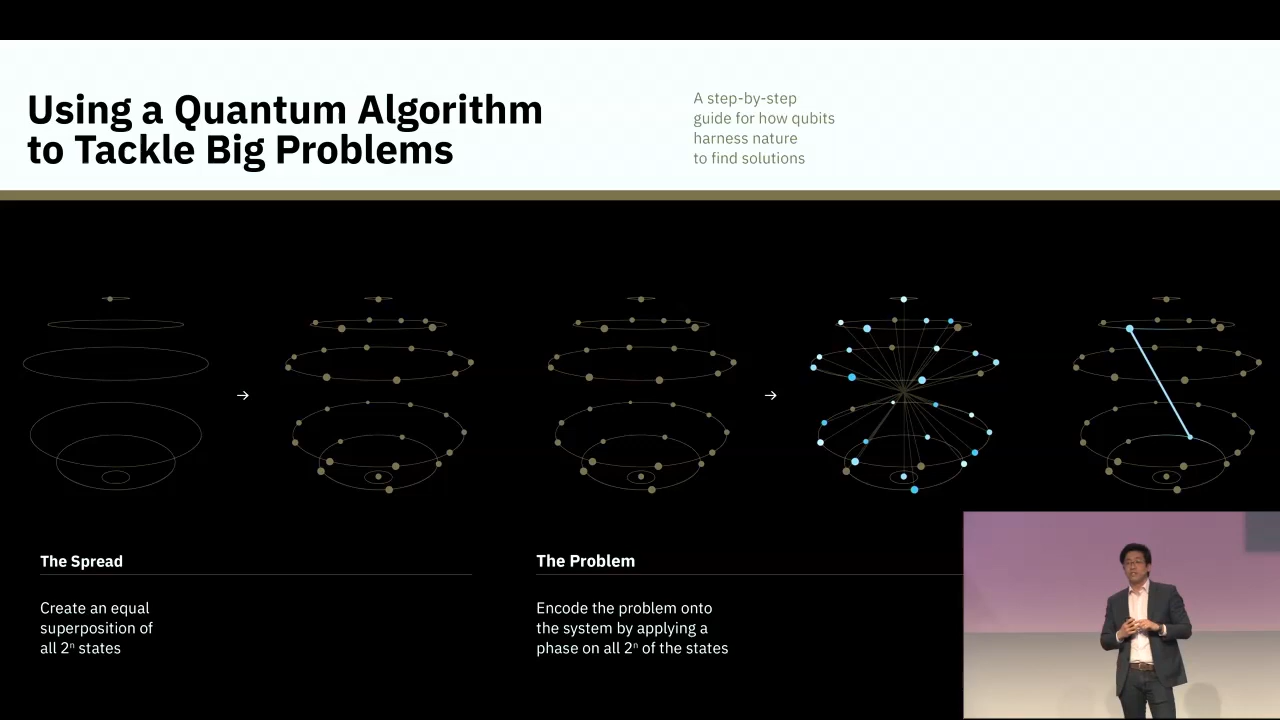 Using a Quantum Algorithm
to Tackle Big Problems
A step-by-step
guide for how qubits
harness nature
to find solutions
→
→
The Spread
Create an equal
superposition of
all 2ⁿ states
The Problem
Encode the problem onto
the system by applying a
phase on all 2ⁿ of the states